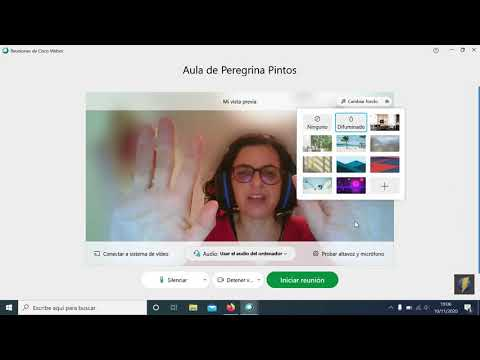 Reuniones de Cisco Webex
Aula de Peregrina Pintos
Mi vista previa
Cambiar fondo
Ninguno
Difuminado
Conectar a sistema de vídeo
Audio: Usar el audio del ordenador
Probar altavoz y micrófono
Silenciar
Detener v...
Iniciar reunión
Escribe aquí para buscar
19:06
10/11/2020